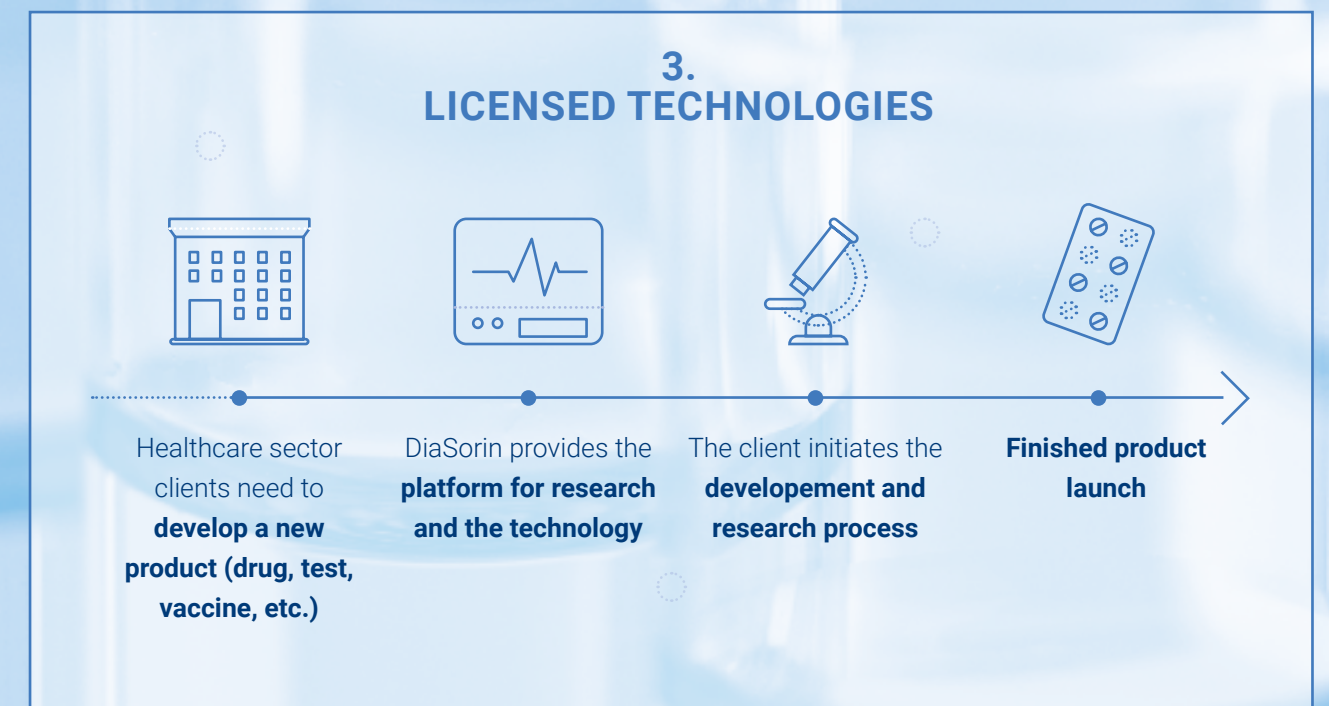 3.
LICENSED TECHNOLOGIES
Healthcare sector
clients need to
develop a new
product (drug, test,
vaccine, etc.)
DiaSorin provides the
platform for research
and the technology
The client initiates the
developement and
research process
Finished product
launch